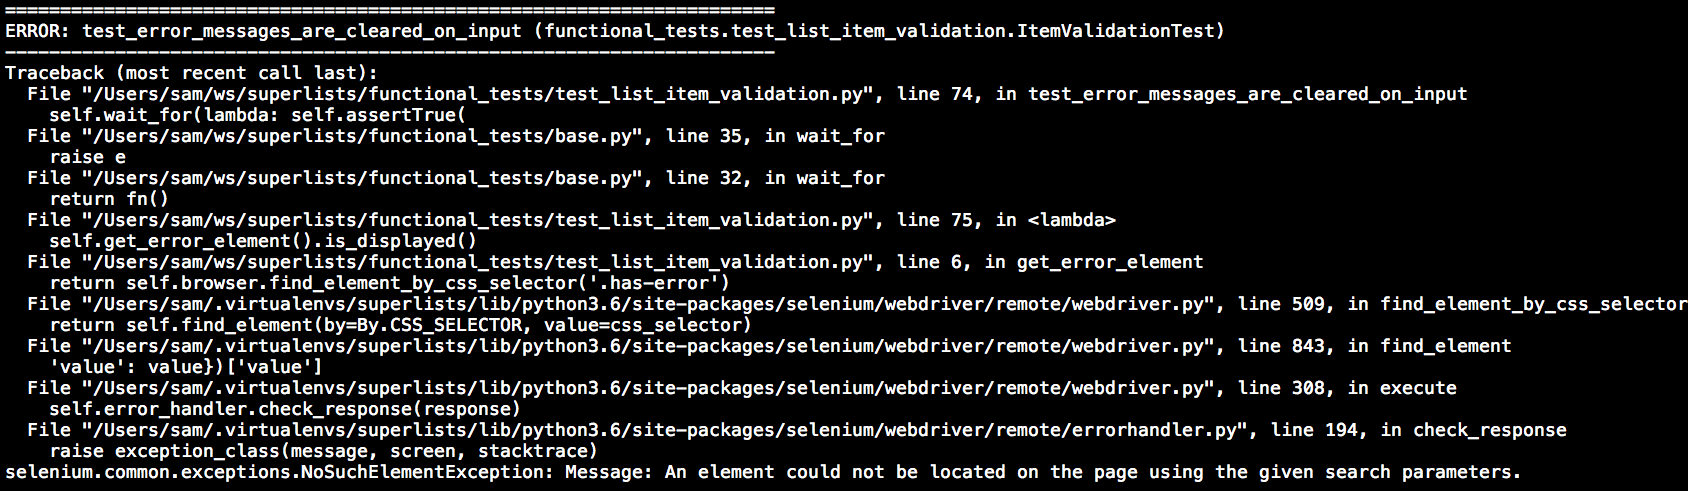 ======================================================================
ERROR: test_error_messages_are_cleared_on_input (functional_tests.test_list_item_validation.ItemValidationTest)
----------------------------------------------------------------------
Traceback (most recent call last):
  File "/Users/sam/ws/superlists/functional_tests/test_list_item_validation.py", line 74, in test_error_messages_are_cleared_on_input
    self.wait_for(lambda: self.assertTrue(
  File "/Users/sam/ws/superlists/functional_tests/base.py", line 35, in wait_for
    raise e
  File "/Users/sam/ws/superlists/functional_tests/base.py", line 32, in wait_for
    return fn()
  File "/Users/sam/ws/superlists/functional_tests/test_list_item_validation.py", line 75, in <lambda>
    self.get_error_element().is_displayed()
  File "/Users/sam/ws/superlists/functional_tests/test_list_item_validation.py", line 6, in get_error_element
    return self.browser.find_element_by_css_selector('.has-error')
  File "/Users/sam/.virtualenvs/superlists/lib/python3.6/site-packages/selenium/webdriver/remote/webdriver.py", line 509, in find_element_by_css_selector
    return self.find_element(by=By.CSS_SELECTOR, value=css_selector)
  File "/Users/sam/.virtualenvs/superlists/lib/python3.6/site-packages/selenium/webdriver/remote/webdriver.py", line 843, in find_element
    'value': value})['value']
  File "/Users/sam/.virtualenvs/superlists/lib/python3.6/site-packages/selenium/webdriver/remote/webdriver.py", line 308, in execute
    self.error_handler.check_response(response)
  File "/Users/sam/.virtualenvs/superlists/lib/python3.6/site-packages/selenium/webdriver/remote/errorhandler.py", line 194, in check_response
    raise exception_class(message, screen, stacktrace)
selenium.common.exceptions.NoSuchElementException: Message: An element could not be located on the page using the given search parameters.